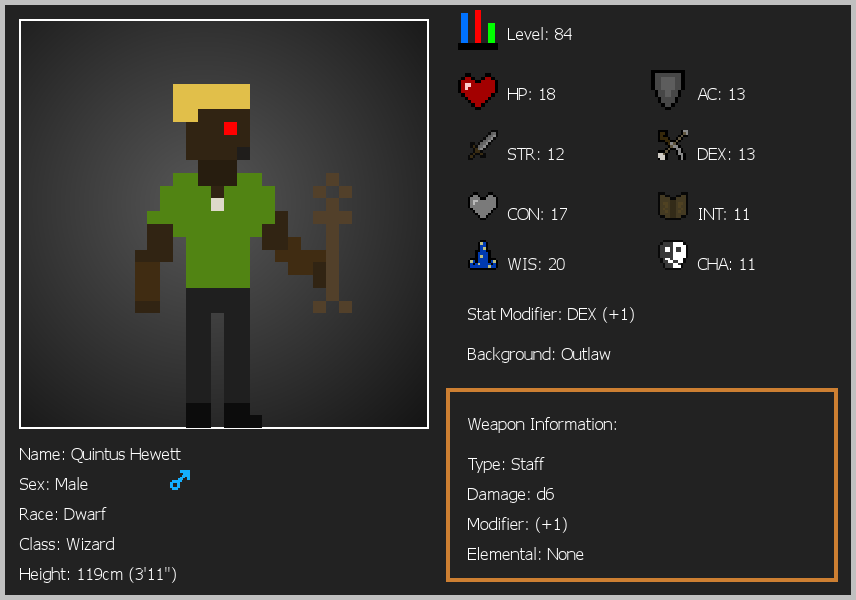 Level: 84
HP: 18
AC: 13
STR: 12
DEX: 13
CON: 17
INT: 11
WIS: 20
CHA: 11
Stat Modifier: DEX (+1)
Background: Outlaw
Weapon Information:
Type: Staff
Damage: d6
Modifier: (+1)
Elemental: None
Name: Quintus Hewett
Sex: Male
Race: Dwarf
Class: Wizard
Height: 119cm (3'11")